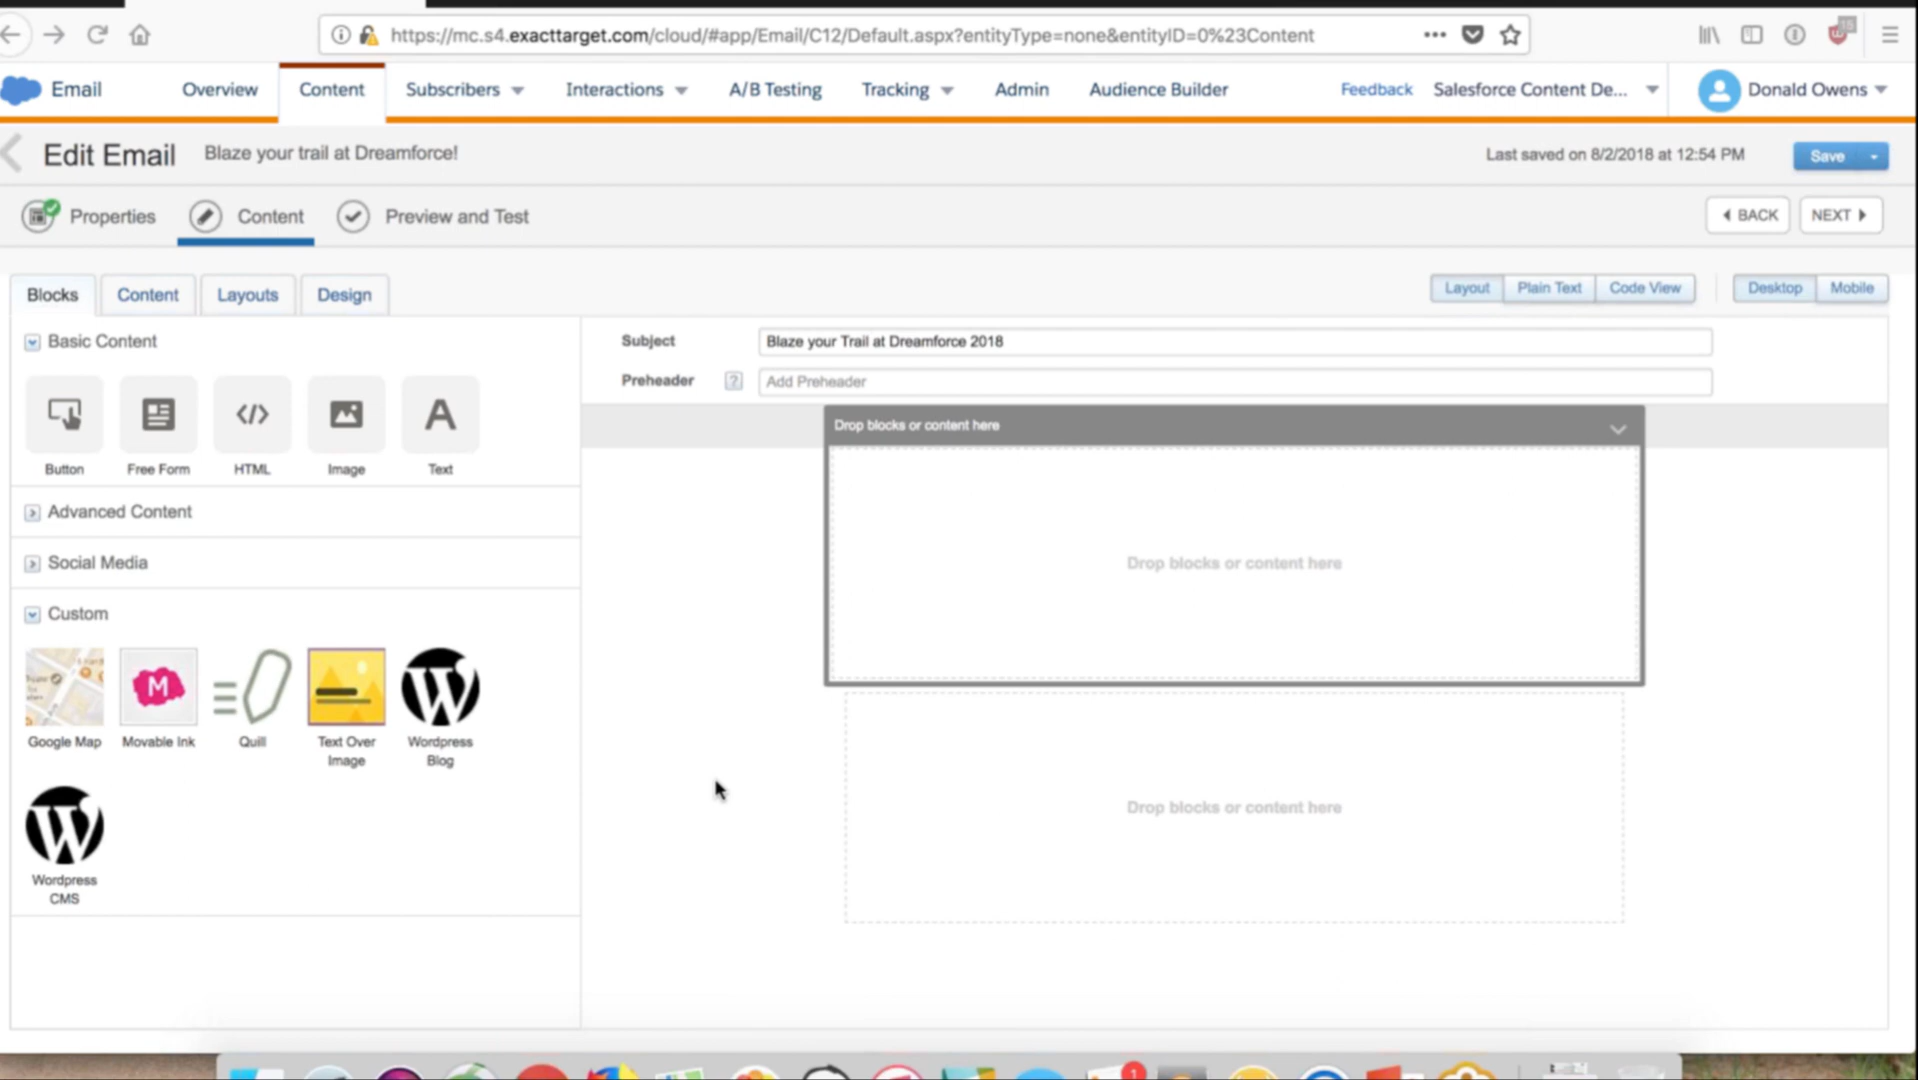 https://mc.s4.exacttarget.com/cloud/#app/Email/C12/Default.aspx?entityType=none&entityID=0%23Content
Email Overview Content Subscribers Interactions A/B Testing Tracking Admin Audience Builder Feedback Salesforce Content De... Donald Owens
Edit Email Blaze your trail at Dreamforce! Last saved on 8/2/2018 at 12:54 PM Save
Properties Content Preview and Test BACK NEXT
Blocks Content Layouts Design Layout Plain Text Code View Desktop Mobile
Basic Content
Subject Blaze your Trail at Dreamforce 2018
Preheader ? Add Preheader
Drop blocks or content here
A
Button Free Form HTML Image Text
Advanced Content
Social Media
Drop blocks or content here
Custom
M
Google Map Movable Ink Quill Text Over Wordpress
Image Blog
Drop blocks or content here
Wordpress
CMS
1